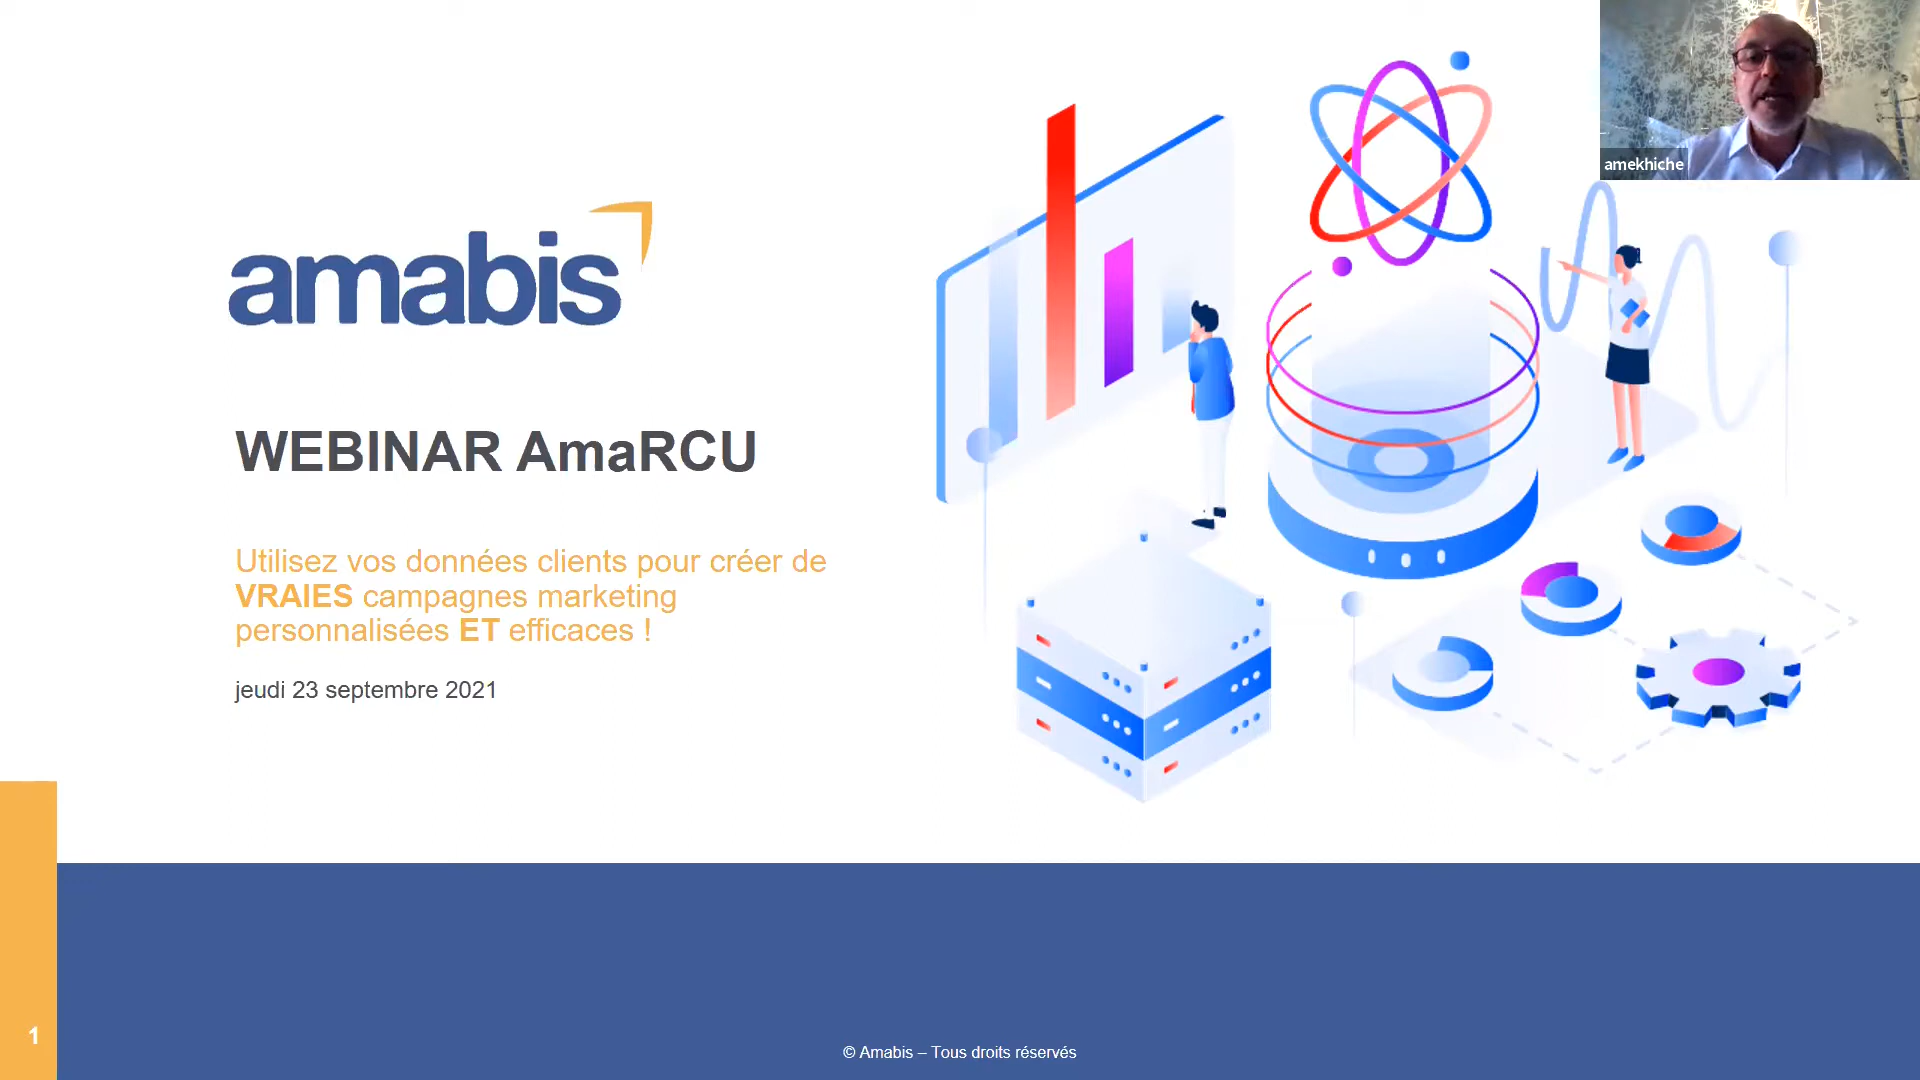 amekhiche
amabis
WEBINAR AmaRCU
Utilisez vos données clients pour créer de
VRAIES campagnes marketing
personnalisées ET efficaces !
jeudi 23 septembre 2021
1
© Amabis – Tous droits réservés